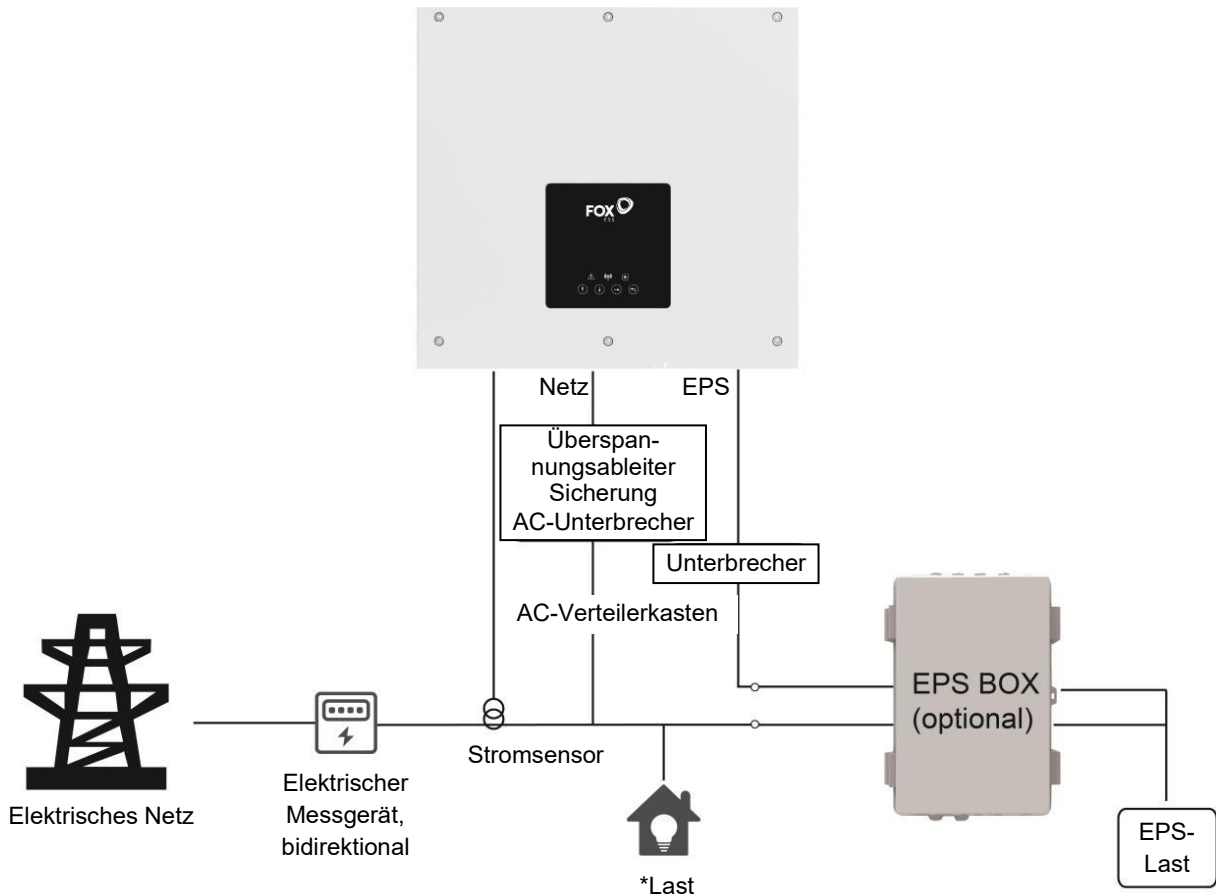 FOX
ESS
Netz
EPS
Überspan-
nungsableiter
Sicherung
AC-Unterbrecher
Unterbrecher
AC-Verteilerkasten
EPS BOX
(optional)
Stromsensor
Elektrisches Netz
Elektrischer
Messgerät,
bidirektional
*Last
EPS-
Last